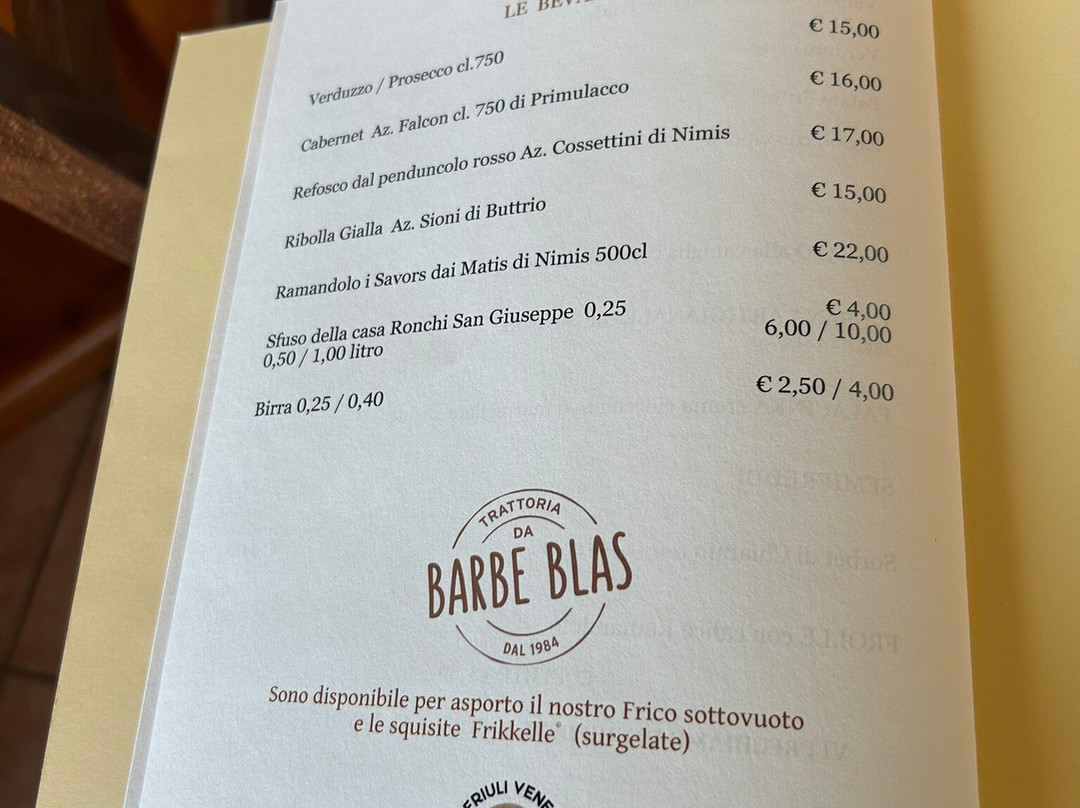 LE BEV
€ 15,00
Verduzzo / Prosecco cl.750
€ 16,00
Cabernet Az. Falcon cl. 750 di Primulacco
€ 17,00
Refosco dal penduncolo rosso Az. Cossettini di Nimis
€ 15,00
Ribolla Gialla Az. Sioni di Buttrio
€ 22,00
Ramandolo i Savors dai Matis di Nimis 500cl
€ 4,00
Sfuso della casa Ronchi San Giuseppe 0,25
6,00 / 10,00
0,50 / 1,00 litro
€ 2,50 / 4,00
Birra 0,25 / 0,40
TRATTORIA
DA
BARBE BLAS
DAL 1984
Sono disponibile per asporto il nostro Frico sottovuoto
e le squisite Frikkelle® (surgelate)
FRIULI VENE